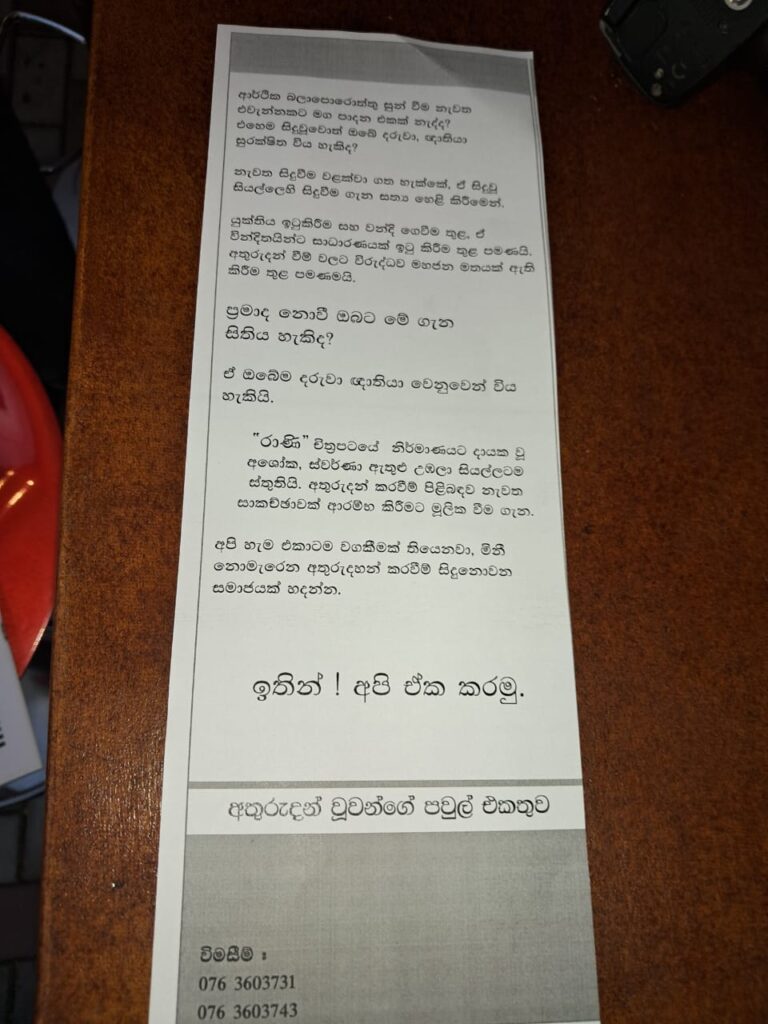 ආර්ථික බලාපොරොත්තු සුන් වීම නැවත
එවැන්නකට මග පාදන එකක් නැද්ද?
එහෙම සිදුවුවොත් ඔබේ දරුවා, ඥාතියා
සුරක්ෂිත විය හැකිද?
නැවත සිදුවීම වළක්වා ගත හැක්කේ, ඒ සිදුවූ
සියල්ලෙහි සිදුවීම ගැන සත්‍ය හෙළි කිරීමෙන්.
යුක්තිය ඉටුකිරීම සහ වන්දි ගෙවීම තුළ, ඒ
වින්දිතයින්ට සාධාරණයක් ඉටු කිරීම තුළ පමණයි.
අතුරුදන් වීම් වලට විරුද්ධව මහජන මතයක් ඇති
කිරීම තුළ පමණමයි.
ප්‍රමාද නොවී ඔබට මේ ගැන
සිතිය හැකිද?
ඒ ඔබේම දරුවා ඥාතියා වෙනුවෙන් විය
හැකියි.
“රාණි” චිත්‍රපටයේ නිර්මාණයට දායක වූ
අශෝක, ස්වර්ණා ඇතුළු උඹලා සියල්ලටම
ස්තූතියි. අතුරුදන් කරවීම් පිළිබඳව නැවත
සාකච්ඡාවක් ආරම්භ කිරීමට මූලික වීම ගැන.
අපි හැම එකාටම වගකීමක් තියෙනවා, මිනී
නොමැරෙන අතුරුදහන් කරවීම් සිදුනොවන
සමාජයක් හදන්න.
ඉතින් ! අපි ඒක කරමු.
අතුරුදන් වූවන්ගේ පවුල් එකතුව
විමසීම් :
076 3603731
076 3603743